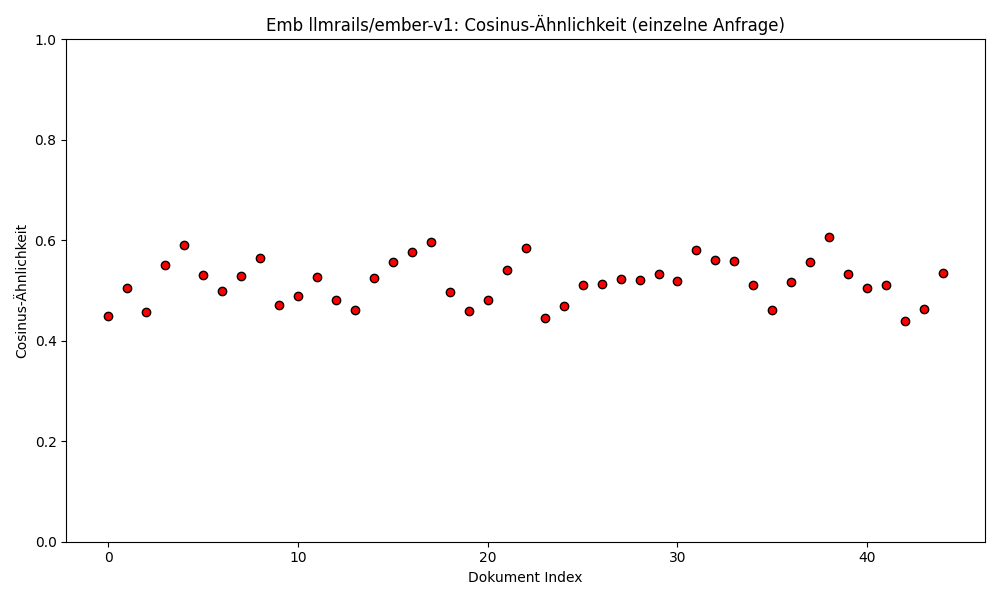 Emb llmrails/ember-v1: Cosinus-Ähnlichkeit (einzelne Anfrage)
1.0
0.8
0.6
0.4
0.2
0.0
Cosinus-Ähnlichkeit
0 10 20 30 40
Dokument Index